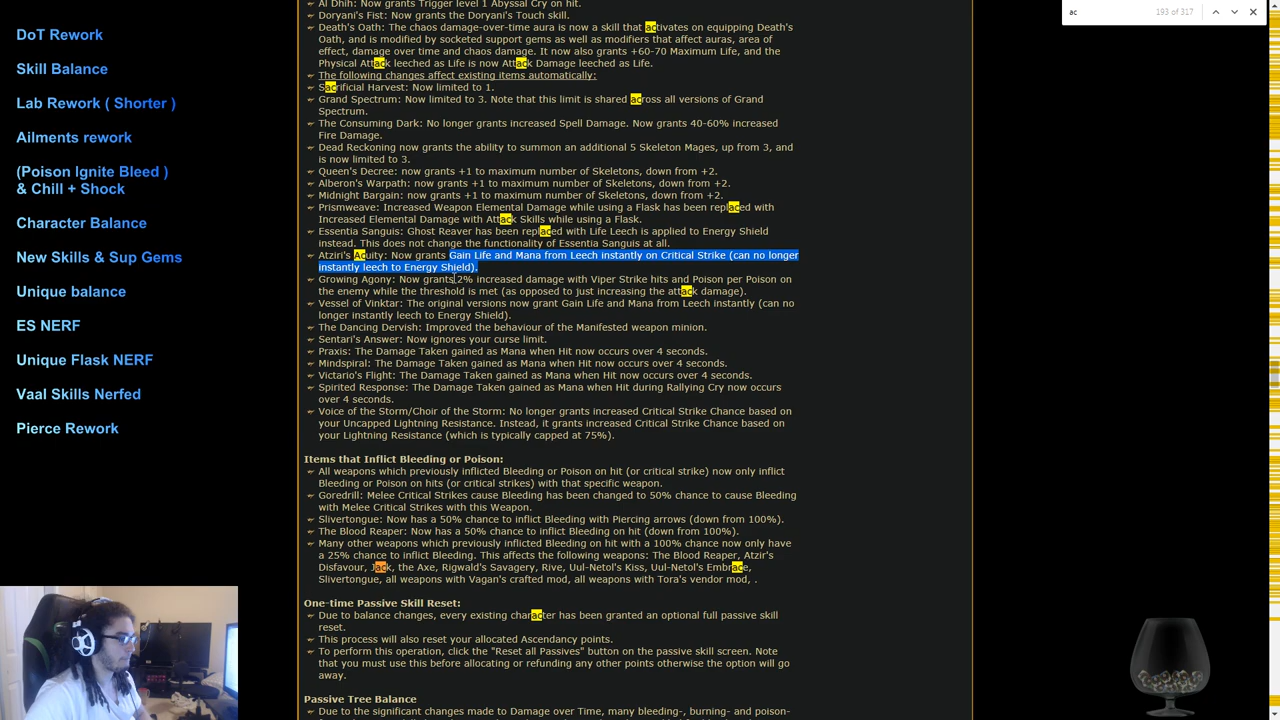 DoT Rework
Skill Balance
Lab Rework ( Shorter )
Ailments rework
(Poison Ignite Bleed )
& Chill + Shock
Character Balance
New Skills & Sup Gems
Unique balance
ES NERF
Unique Flask NERF
Vaal Skills Nerfed
Pierce Rework
Al Dhih: Now grants Trigger level 1 Abyssal Cry on hit.
Doryani's Fist: Now grants the Doryani's Touch skill.
Death's Oath: The chaos damage-over-time aura is now a skill that activates on equipping Death's
Oath, and is modified by socketed support gems as well as modifiers that affect auras, area of
effect, damage over time and chaos damage. It now also grants +60-70 Maximum Life, and the
Physical Attack leeched as Life is now Attack Damage leeched as Life.
The following changes affect existing items automatically:
Sacrificial Harvest: Now limited to 1.
Grand Spectrum: Now limited to 3. Note that this limit is shared across all versions of Grand
Spectrum.
The Consuming Dark: No longer grants increased Spell Damage. Now grants 40-60% increased
Fire Damage.
Dead Reckoning now grants the ability to summon an additional 5 Skeleton Mages, up from 3, and
is now limited to 3.
Queen's Decree: now grants +1 to maximum number of Skeletons, down from +2.
Alberon's Warpath: now grants +1 to maximum number of Skeletons, down from +2.
Midnight Bargain: now grants +1 to maximum number of Skeletons, down from +2.
Prismweave: Increased Weapon Elemental Damage while using a Flask has been replaced with
Increased Elemental Damage with Attack Skills while using a Flask.
Essentia Sanguis: Ghost Reaver has been replaced with Life Leech is applied to Energy Shield
instead. This does not change the functionality of Essentia Sanguis at all.
Atziri's Acuity: Now grants Gain Life and Mana from Leech instantly on Critical Strike (can no longer
instantly leech to Energy Shield).
Growing Agony: Now grants 2% increased damage with Viper Strike hits and Poison per Poison on
the enemy while the threshold is met (as opposed to just increasing the attack damage).
Vessel of Vinktar: The original versions now grant Gain Life and Mana from Leech instantly (can no
longer instantly leech to Energy Shield).
The Dancing Dervish: Improved the behaviour of the Manifested weapon minion.
Sentari's Answer: Now ignores your curse limit.
Praxis: The Damage Taken gained as Mana when Hit now occurs over 4 seconds.
Mindspiral: The Damage Taken gained as Mana when Hit now occurs over 4 seconds.
Victario's Flight: The Damage Taken gained as Mana when Hit now occurs over 4 seconds.
Spirited Response: The Damage Taken gained as Mana when Hit during Rallying Cry now occurs
over 4 seconds.
Voice of the Storm/Choir of the Storm: No longer grants increased Critical Strike Chance based on
your Uncapped Lightning Resistance. Instead, it grants increased Critical Strike Chance based on
your Lightning Resistance (which is typically capped at 75%).
Items that Inflict Bleeding or Poison:
All weapons which previously inflicted Bleeding or Poison on hit (or critical strike) now only inflict
Bleeding or Poison on hits (or critical strikes) with that specific weapon.
Goredrill: Melee Critical Strikes cause Bleeding has been changed to 50% chance to cause Bleeding
with Melee Critical Strikes with this Weapon.
Slivertongue: Now has a 50% chance to inflict Bleeding with Piercing arrows (down from 100%).
The Blood Reaper: Now has a 50% chance to inflict Bleeding on hit (down from 100%).
Many other weapons which previously inflicted Bleeding on hit with a 100% chance now only have
a 25% chance to inflict Bleeding. This affects the following weapons: The Blood Reaper, Atzir's
Disfavour, Jack, the Axe, Rigwald's Savagery, Rive, Uul-Netol's Kiss, Uul-Netol's Embrace,
Slivertongue, all weapons with Vagan's crafted mod, all weapons with Tora's vendor mod, .
One-time Passive Skill Reset:
Due to balance changes, every existing character has been granted an optional full passive skill
reset.
This process will also reset your allocated Ascendancy points.
To perform this operation, click the "Reset all Passives" button on the passive skill screen. Note
that you must use this before allocating or refunding any other points otherwise the option will go
away.
Passive Tree Balance
Due to the significant changes made to Damage over Time, many bleeding-, burning- and poison-
ac
193 of 317